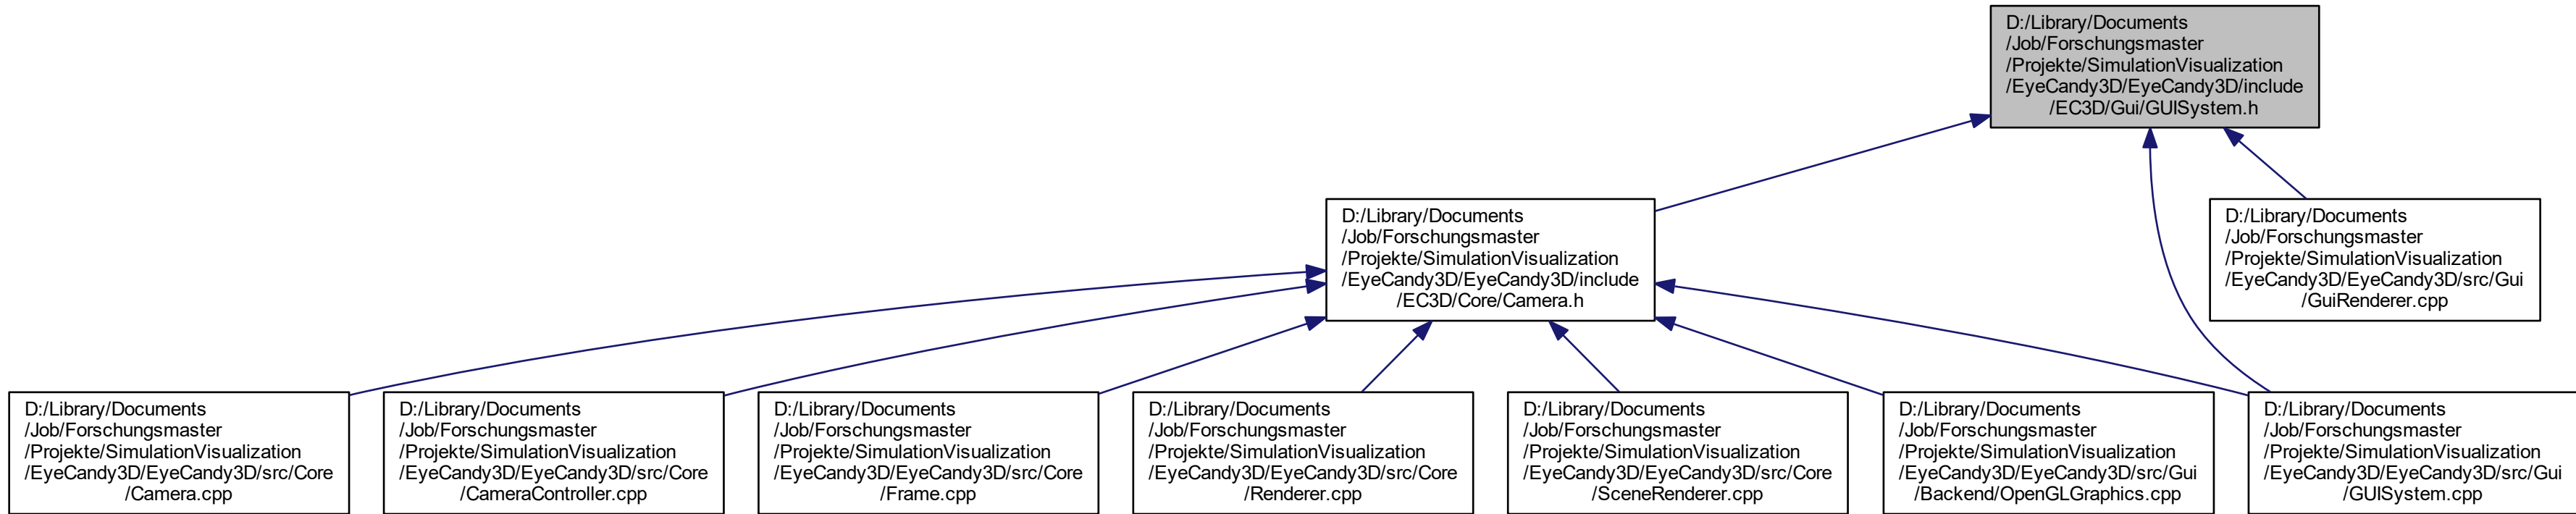 D:/Library/Documents
/Job/Forschungsmaster
/Projekte/SimulationVisualization
/EyeCandy3D/EyeCandy3D/include
/EC3D/Gui/GUISystem.h
D:/Library/Documents
/Job/Forschungsmaster
/Projekte/SimulationVisualization
/EyeCandy3D/EyeCandy3D/include
/EC3D/Core/Camera.h
D:/Library/Documents
/Job/Forschungsmaster
/Projekte/SimulationVisualization
/EyeCandy3D/EyeCandy3D/src/Gui
/GuiRenderer.cpp
D:/Library/Documents
/Job/Forschungsmaster
/Projekte/SimulationVisualization
/EyeCandy3D/EyeCandy3D/src/Core
/Camera.cpp
D:/Library/Documents
/Job/Forschungsmaster
/Projekte/SimulationVisualization
/EyeCandy3D/EyeCandy3D/src/Core
/CameraController.cpp
D:/Library/Documents
/Job/Forschungsmaster
/Projekte/SimulationVisualization
/EyeCandy3D/EyeCandy3D/src/Core
/Frame.cpp
D:/Library/Documents
/Job/Forschungsmaster
/Projekte/SimulationVisualization
/EyeCandy3D/EyeCandy3D/src/Core
/Renderer.cpp
D:/Library/Documents
/Job/Forschungsmaster
/Projekte/SimulationVisualization
/EyeCandy3D/EyeCandy3D/src/Core
/SceneRenderer.cpp
D:/Library/Documents
/Job/Forschungsmaster
/Projekte/SimulationVisualization
/EyeCandy3D/EyeCandy3D/src/Gui
/Backend/OpenGLGraphics.cpp
D:/Library/Documents
/Job/Forschungsmaster
/Projekte/SimulationVisualization
/EyeCandy3D/EyeCandy3D/src/Gui
/GUISystem.cpp